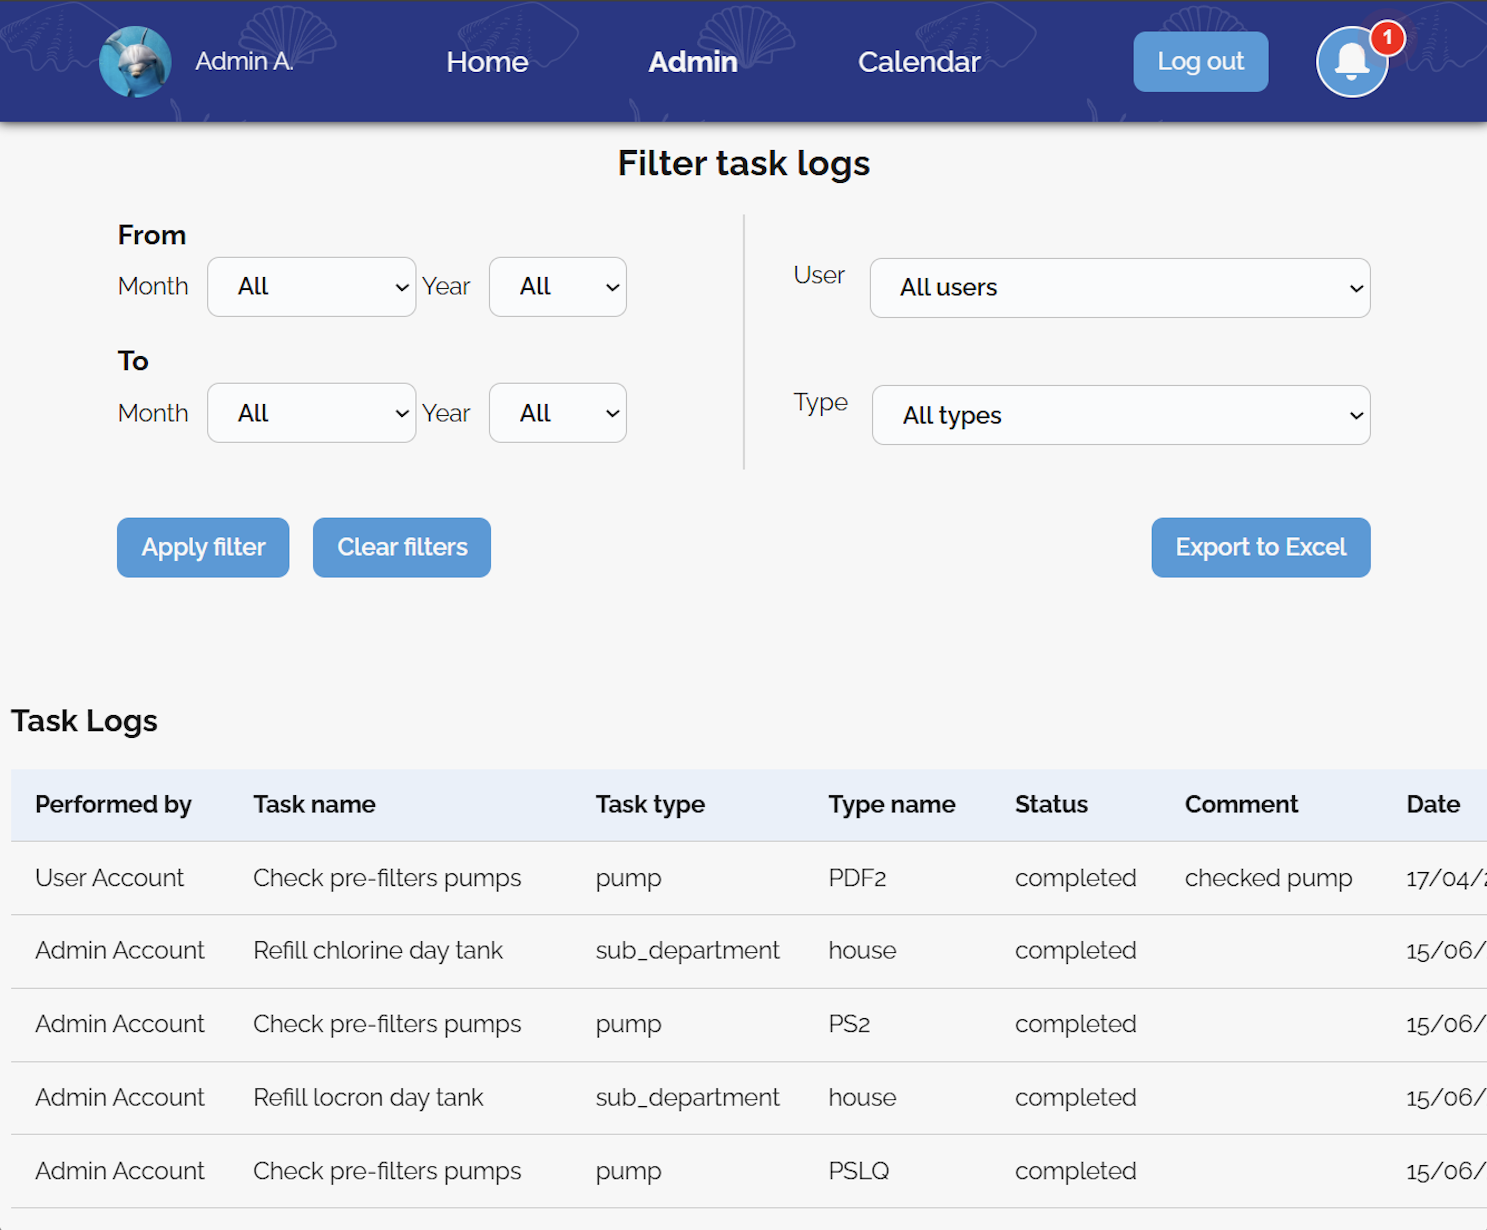 Admin A. Home Admin Calendar Log out 1
Filter task logs
From
Month All Year All
User All users
To
Month All Year All
Type All types
Apply filter Clear filters Export to Excel
Task Logs
Performed by Task name Task type Type name Status Comment Date
User Account Check pre-filters pumps pump PDF2 completed checked pump 17/04/
Admin Account Refill chlorine day tank sub_department house completed 15/06/
Admin Account Check pre-filters pumps pump PS2 completed 15/06/
Admin Account Refill locron day tank sub_department house completed 15/06/
Admin Account Check pre-filters pumps pump PSLQ completed 15/06/